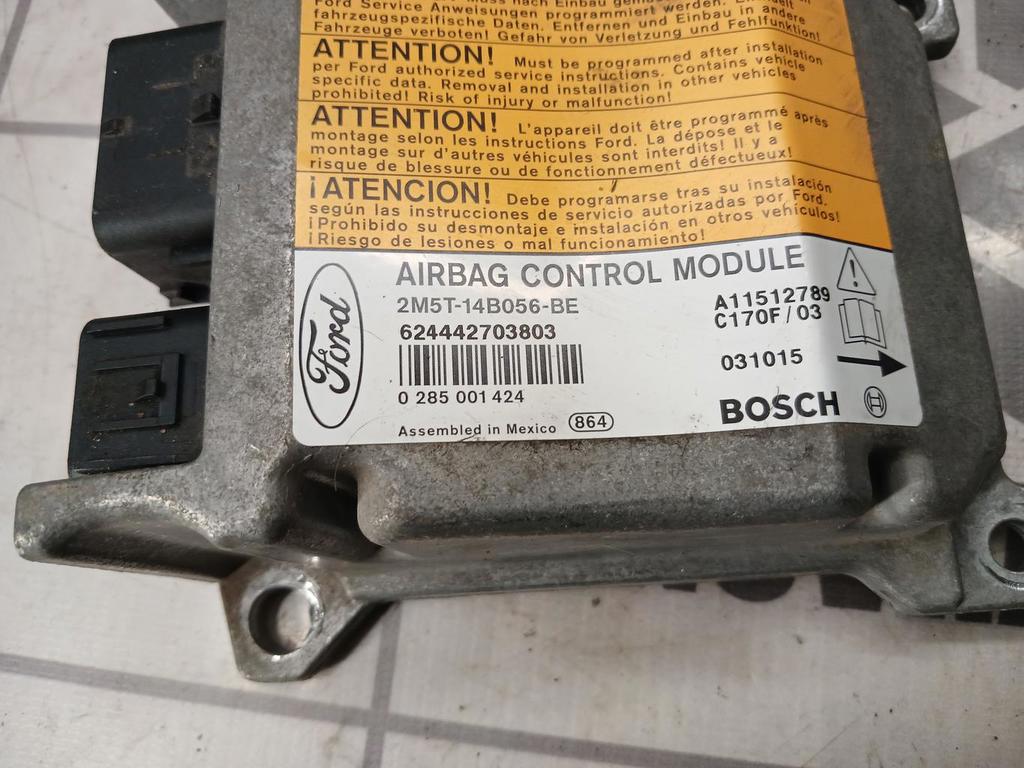 muss nach Einbau gemäß
Ford Service Anweisungen programmiert werden. Enthält
fahrzeugspezifische Daten. Entfernen und Einbau in andere
Fahrzeuge verboten! Gefahr von Verletzung und Fehlfunktion!
ATTENTION! Must be programmed after installation
per Ford authorized service instructions. Contains vehicle
specific data. Removal and installation in other vehicles
prohibited! Risk of injury or malfunction!
ATTENTION! L'appareil doit être programmé après
montage selon les instructions Ford. La dépose et le
montage sur d'autres véhicules sont interdits! Il y a
risque de blessure ou de fonctionnement défectueux!
¡ATENCION! Debe programarse tras su instalación
según las instrucciones de servicio autorizadas por Ford.
¡Prohibido su desmontaje e instalación en otros vehículos!
¡Riesgo de lesiones o mal funcionamiento!
Ford
AIRBAG CONTROL MODULE
2M5T-14B056-BE
A11512789
624442703803
C170F/03
031015
0 285 001 424
BOSCH
Assembled in Mexico 864